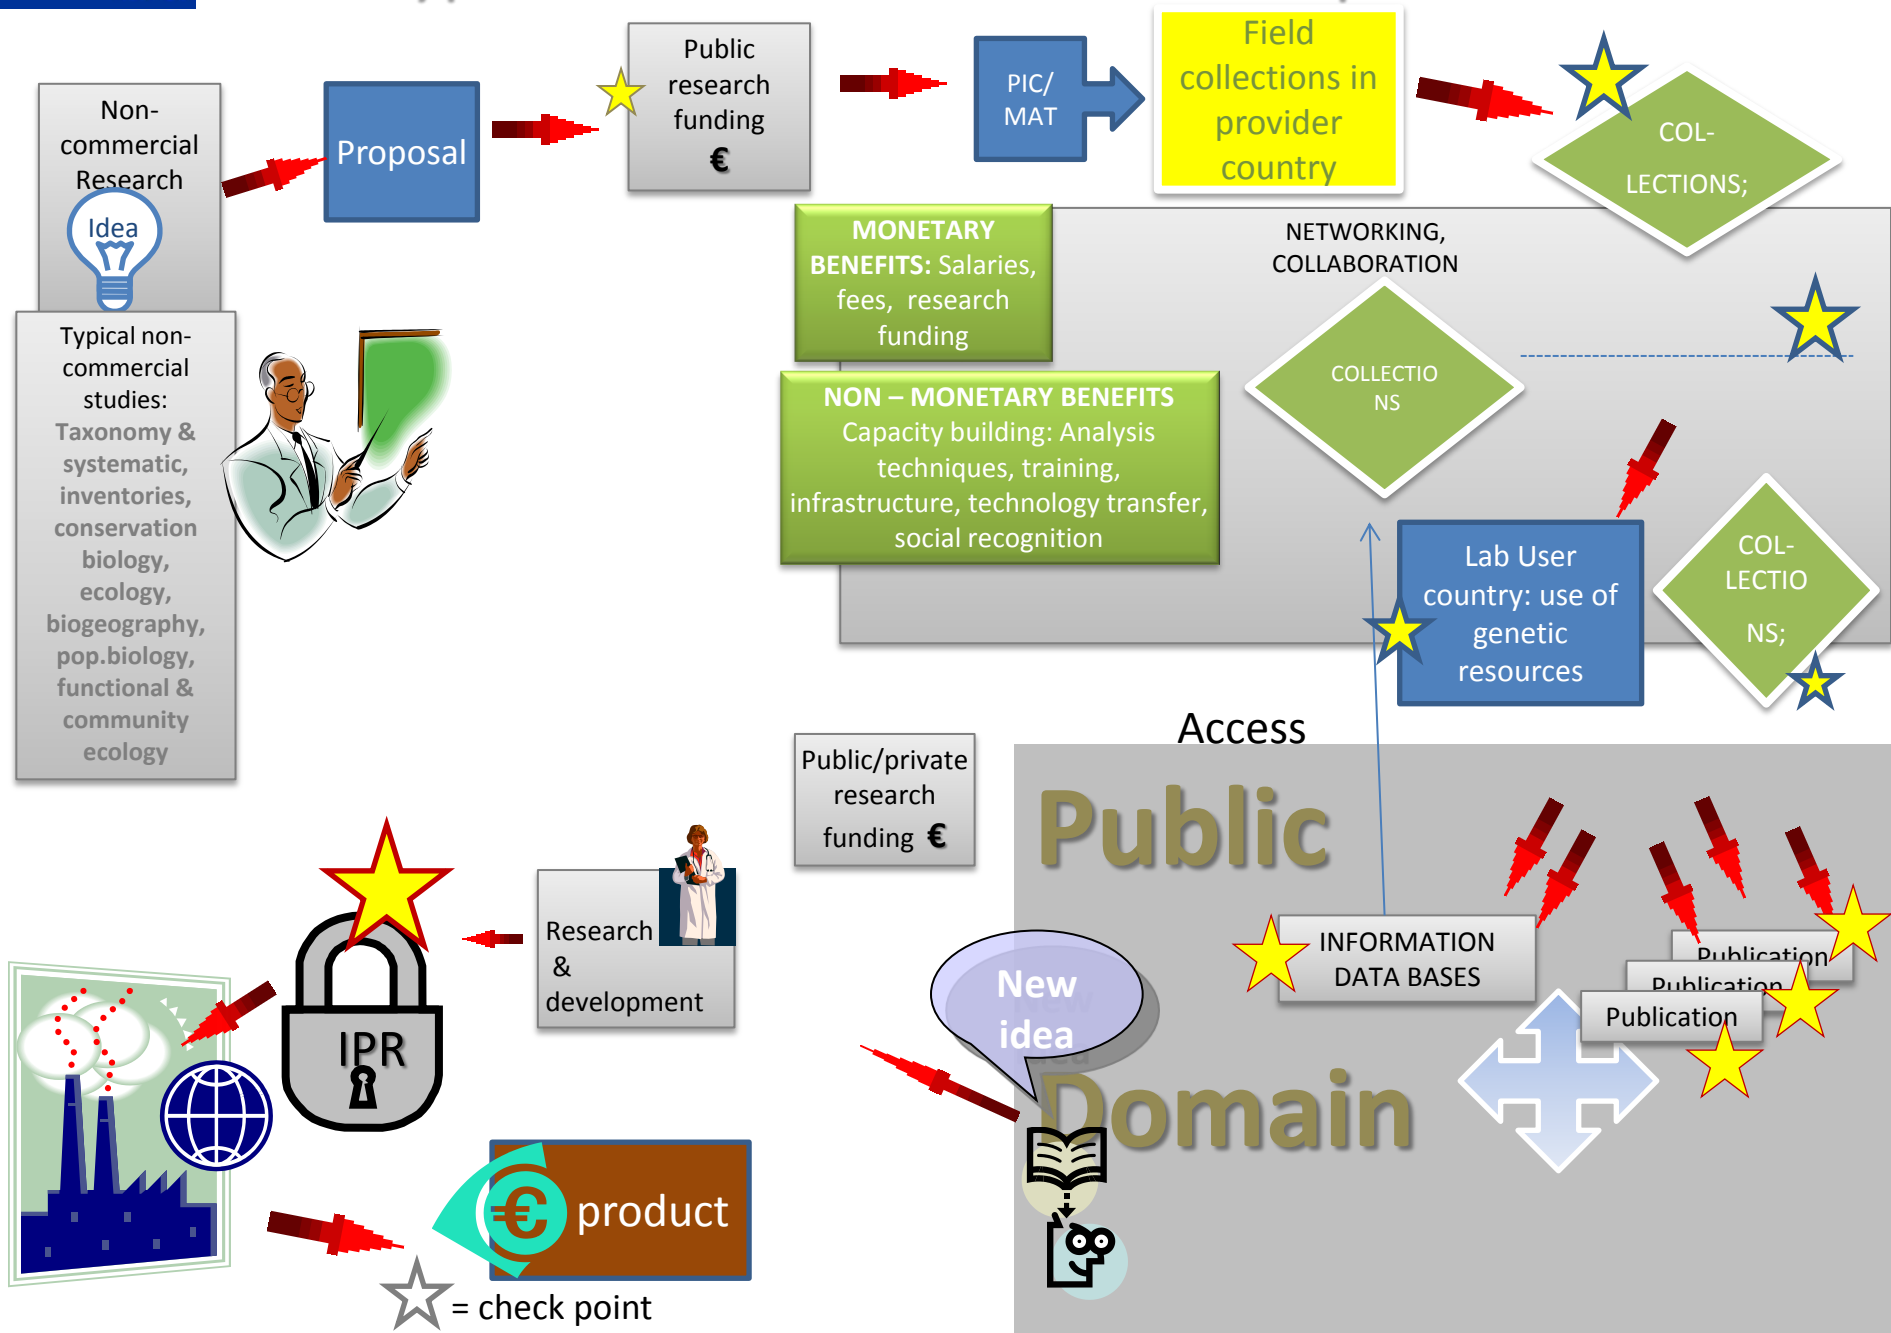 Non-
commercial
Research
Idea
Typical non-
commercial
studies:
Taxonomy &
systematic,
inventories,
conservation
biology,
ecology,
biogeography,
pop.biology,
functional &
community
ecology
Proposal
Public
research
funding
€
PIC/
MAT
Field
collections in
provider
country
COL-
LECTIONS;
MONETARY
BENEFITS: Salaries,
fees, research
funding
NON – MONETARY BENEFITS
Capacity building: Analysis
techniques, training,
infrastructure, technology transfer,
social recognition
NETWORKING,
COLLABORATION
COLLECTIO
NS
Lab User
country: use of
genetic
resources
COL-
LECTIO
NS;
Access
Public
Domain
INFORMATION
DATA BASES
Publication
Publication
Publication
New
idea
Public/private
research
funding €
Research
&
development
IPR
€ product
= check point